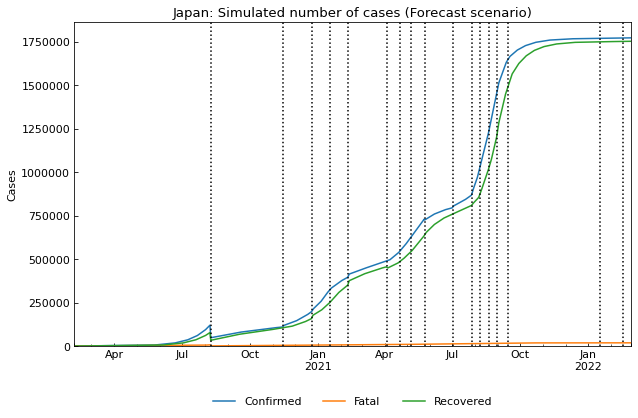 Japan: Simulated number of cases (Forecast scenario)
Cases
1750000
1500000
1250000
1000000
750000
500000
250000
0
Apr Jul Oct Jan Apr Jul Oct Jan
2021 2022
Confirmed Fatal Recovered